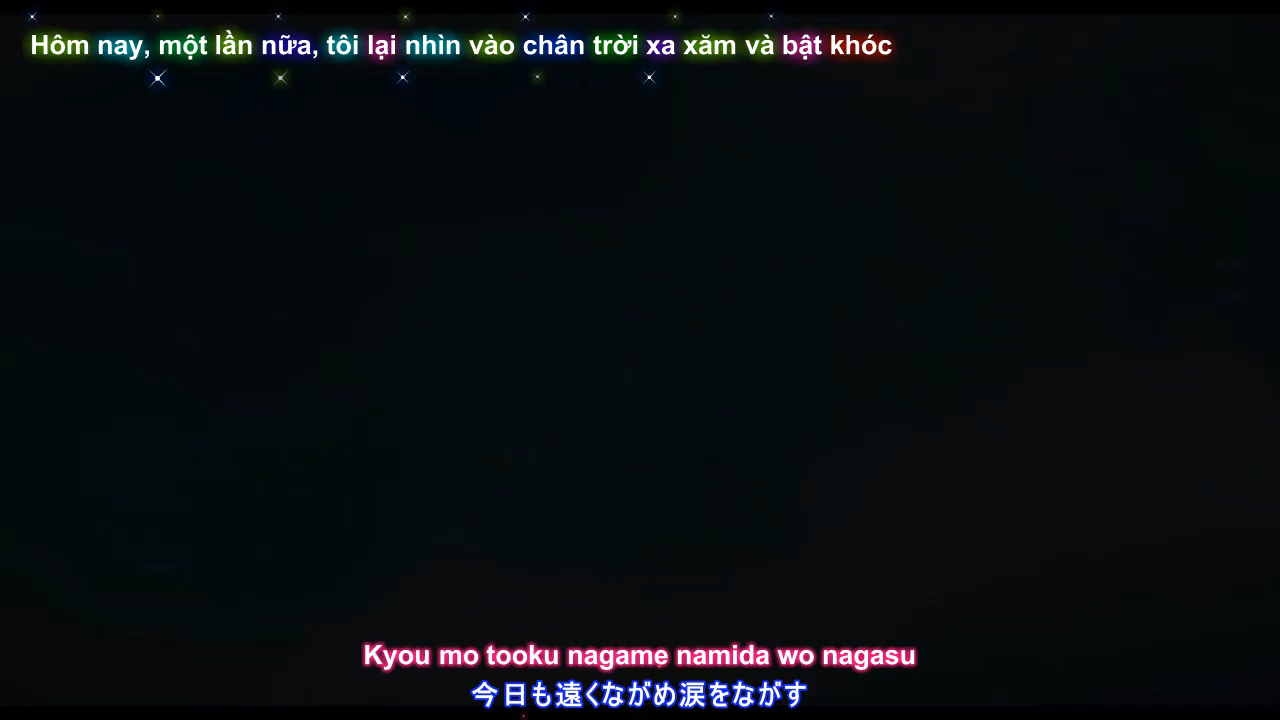 Hôm nay, một lần nữa, tôi lại nhìn vào chân trời xa xăm và bật khóc
Kyou mo tooku nagame namida wo nagasu
今日も遠くながめ涙をながす